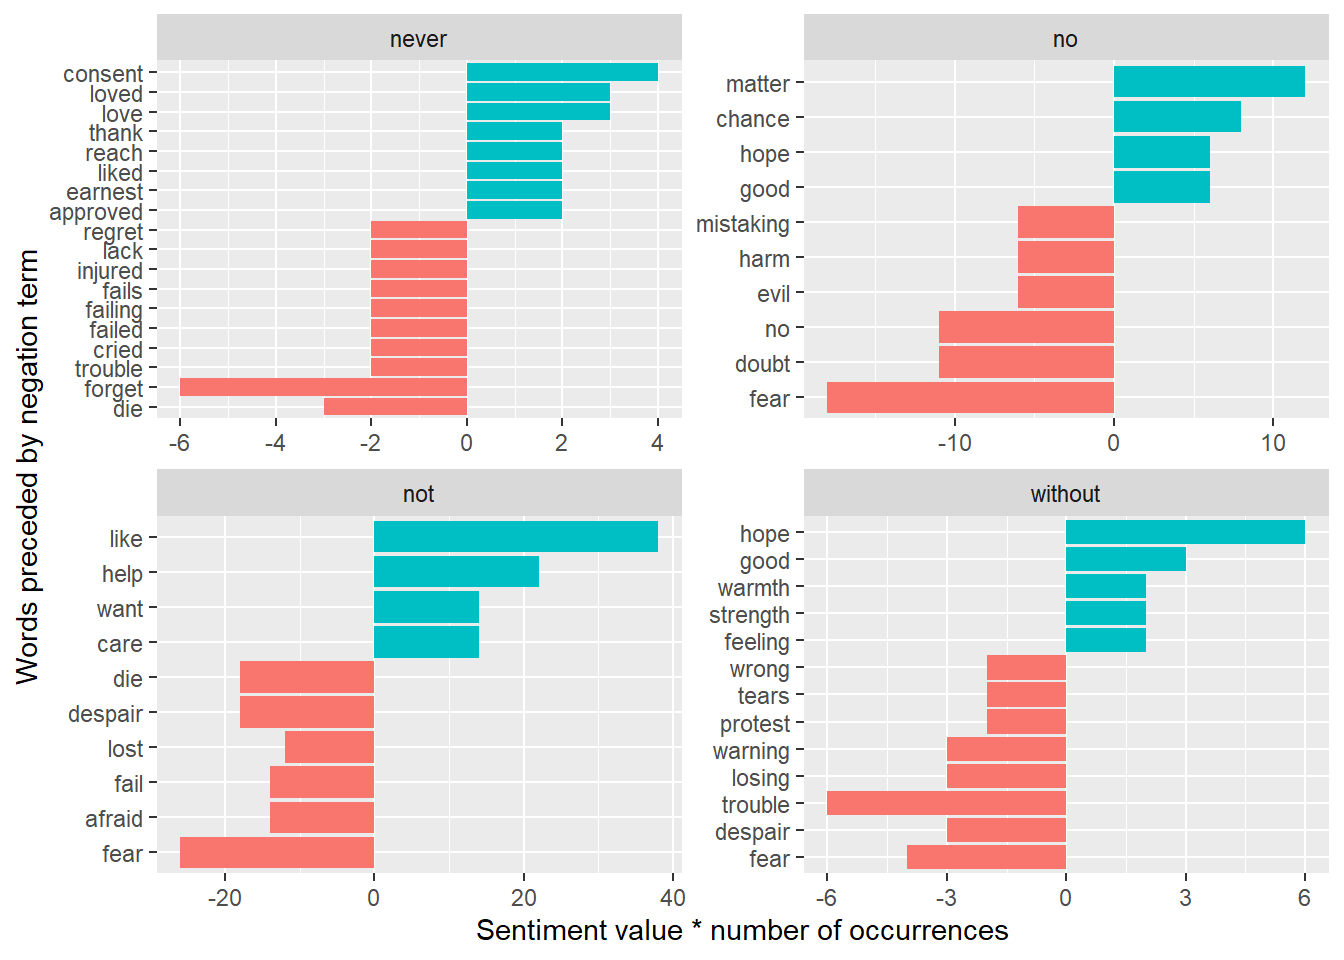 never
consent
loved
love
thank
reach
liked
earnest
approved
regret
lack
injured
fails
failing
failed
cried
trouble
forget
die
-6 -4 -2 0 2 4
no
matter
chance
hope
good
mistaking
harm
evil
no
doubt
fear
-10 0 10
not
like
help
want
care
die
despair
lost
fail
afraid
fear
-20 0 20 40
without
hope
good
warmth
strength
feeling
wrong
tears
protest
warning
losing
trouble
despair
fear
-6 -3 0 3 6
Words preceded by negation term
Sentiment value * number of occurrences